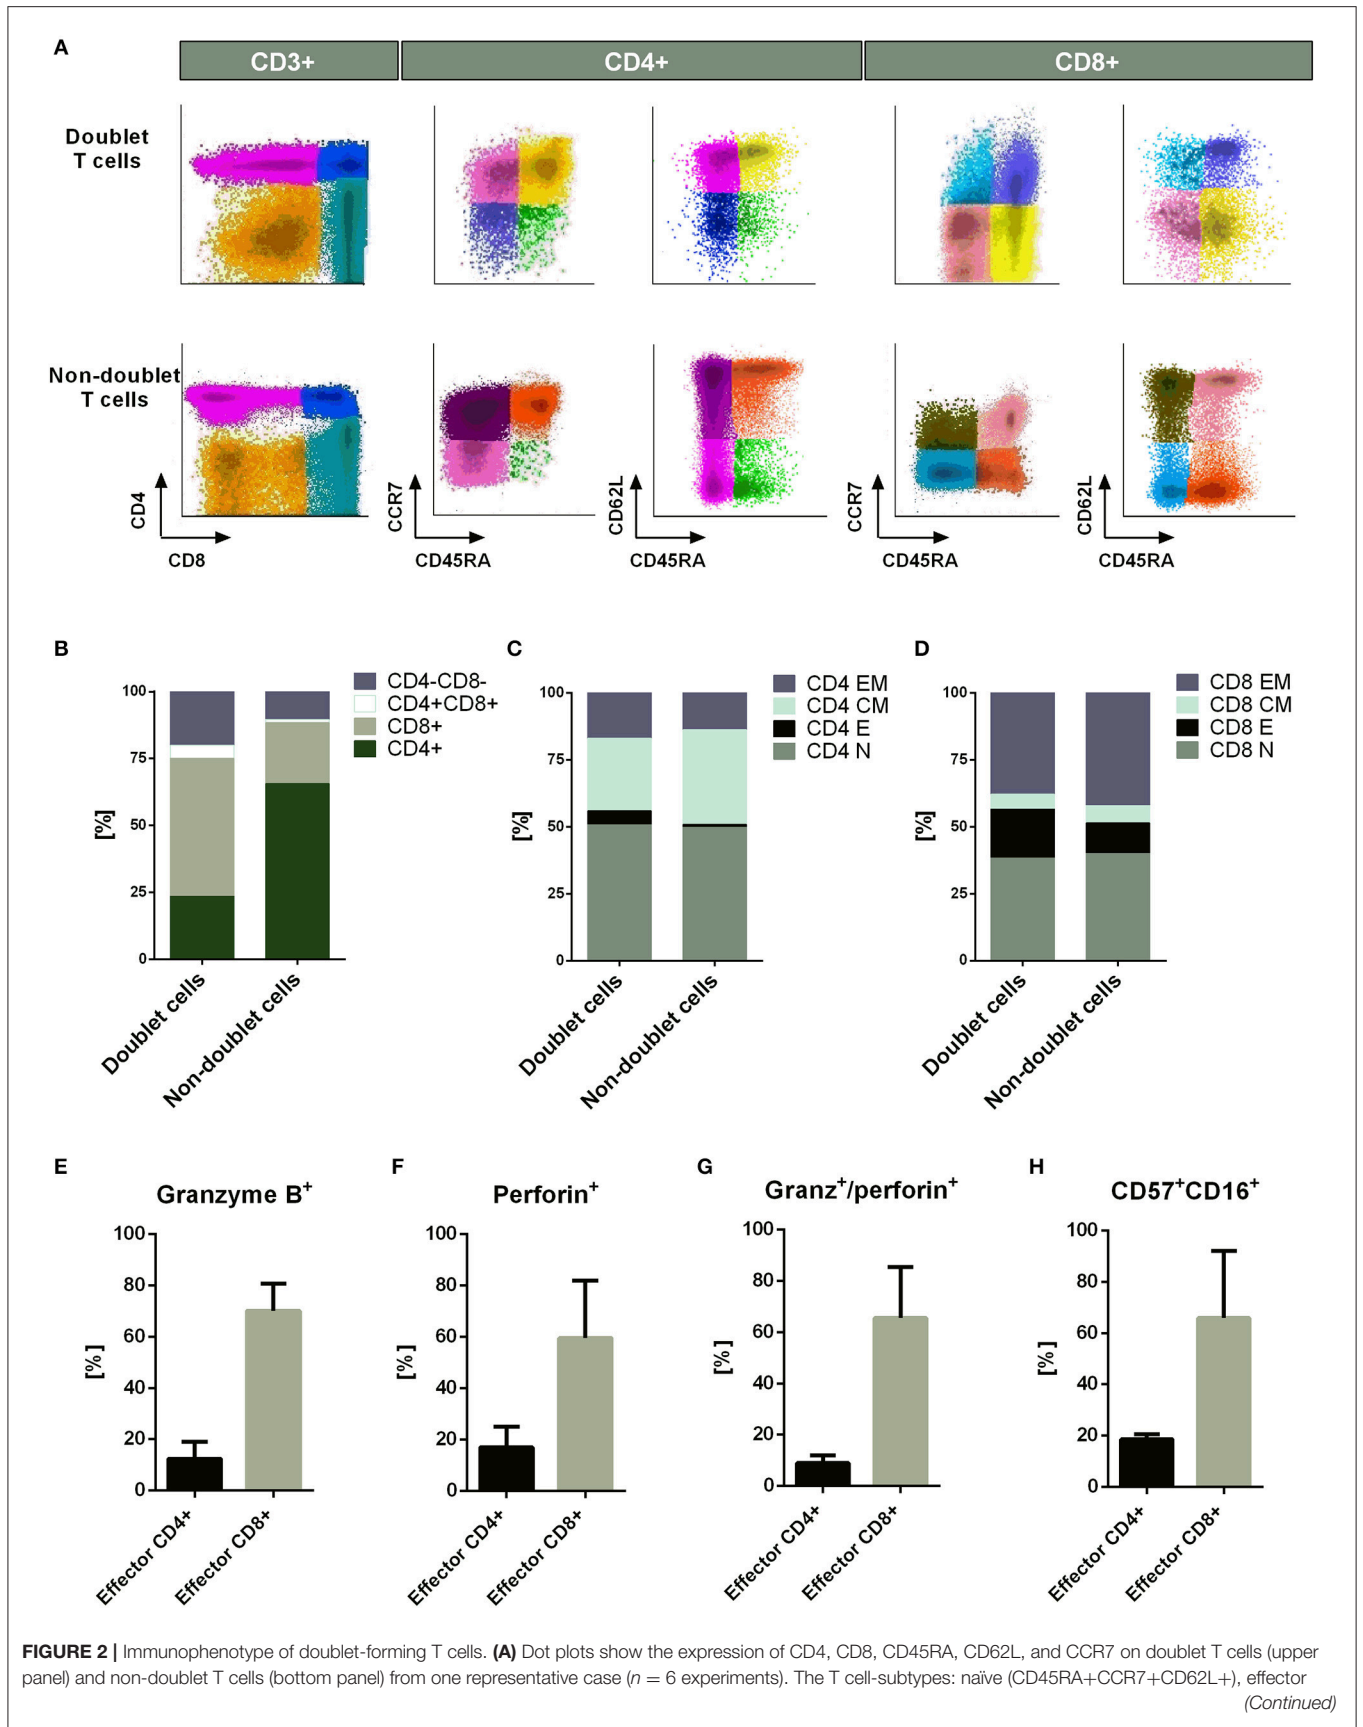 A
CD3+
CD4+
CD8+
Doublet
T cells
Non-doublet
T cells
CD4
CD8
CCR7
CD45RA
CD62L
CD45RA
CCR7
CD45RA
CD62L
CD45RA
B
CD4-CD8-
CD4+CD8+
CD8+
CD4+
100
75
50
25
0
[%]
Doublet cells
Non-doublet cells
C
CD4 EM
CD4 CM
CD4 E
CD4 N
100
75
50
25
0
[%]
Doublet cells
Non-doublet cells
D
CD8 EM
CD8 CM
CD8 E
CD8 N
100
75
50
25
0
[%]
Doublet cells
Non-doublet cells
E
Granzyme B⁺
100
80
60
40
20
0
[%]
Effector CD4+
Effector CD8+
F
Perforin⁺
100
80
60
40
20
0
[%]
Effector CD4+
Effector CD8+
G
Granz⁺/perforin⁺
100
80
60
40
20
0
[%]
Effector CD4+
Effector CD8+
H
CD57⁺CD16⁺
100
80
60
40
20
0
[%]
Effector CD4+
Effector CD8+
FIGURE 2 | Immunophenotype of doublet-forming T cells. (A) Dot plots show the expression of CD4, CD8, CD45RA, CD62L, and CCR7 on doublet T cells (upper
panel) and non-doublet T cells (bottom panel) from one representative case (n = 6 experiments). The T cell-subtypes: naïve (CD45RA+CCR7+CD62L+), effector
(Continued)